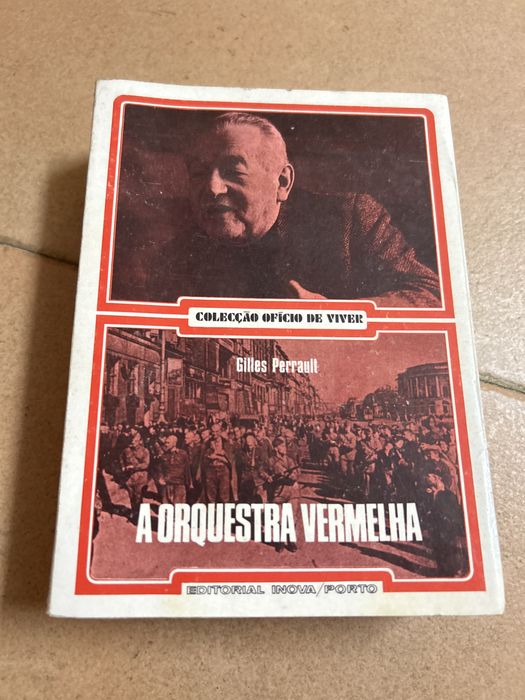 COLECÇÃO OFÍCIO DE VIVER
Gilles Perrault
A ORQUESTRA VERMELHA
EDITORIAL INOVA/PORTO